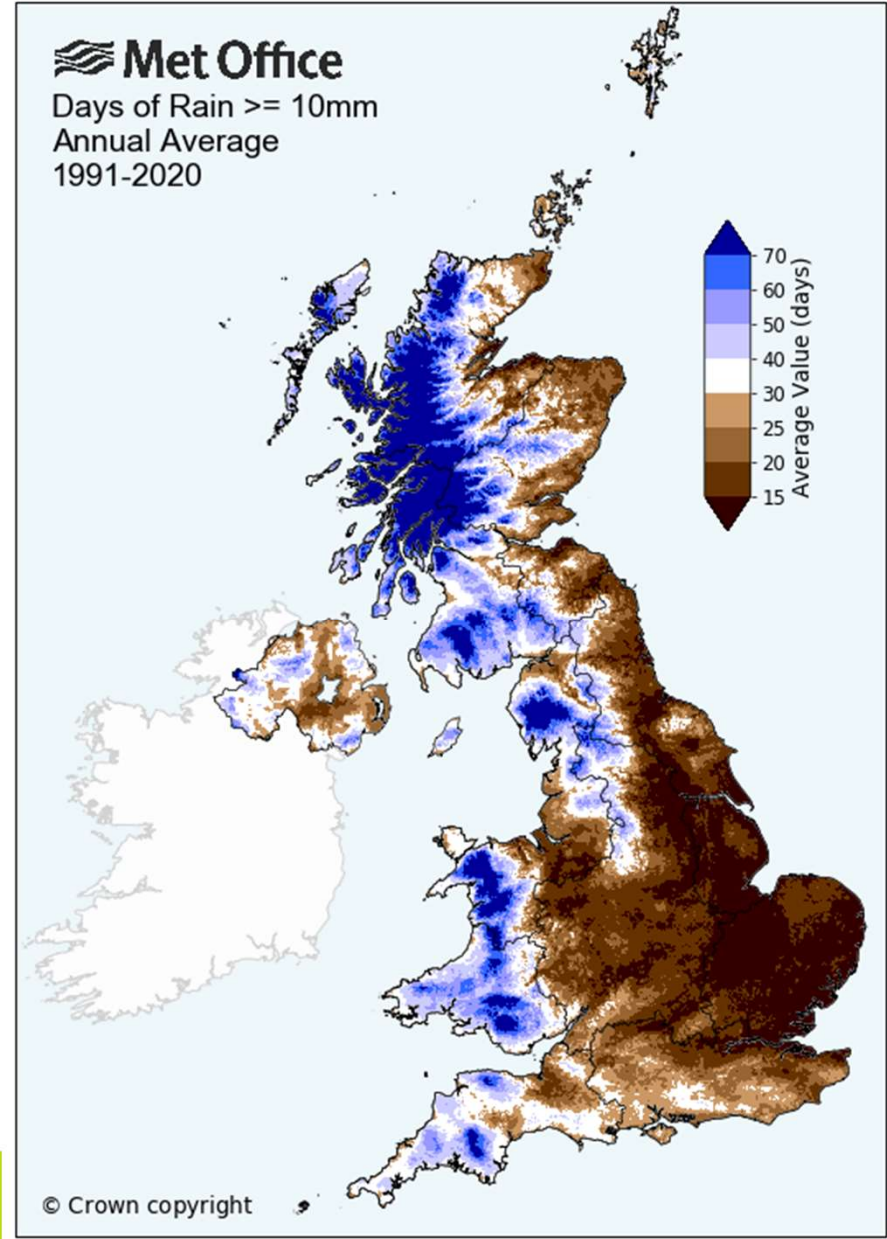 Met Office
Days of Rain >= 10mm
Annual Average
1991-2020
70
60
50
40
30
25
20
15
Average Value (days)
© Crown copyright